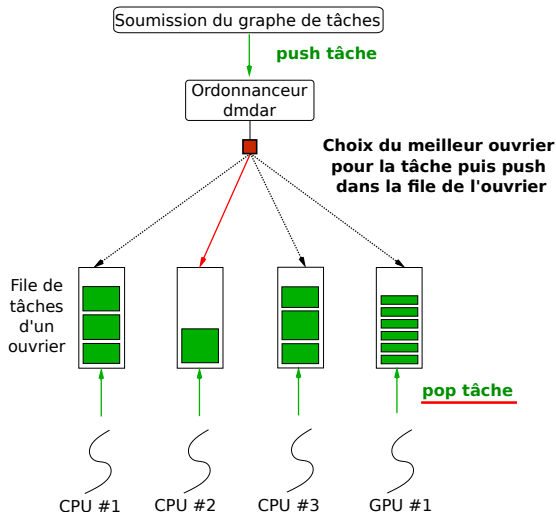 Soumission du graphe de tâches
push tâche
Ordonnanceur
dmdar
Choix du meilleur ouvrier
pour la tâche puis push
dans la file de l'ouvrier
File de
tâches
d'un
ouvrier
pop tâche
CPU #1
CPU #2
CPU #3
GPU #1